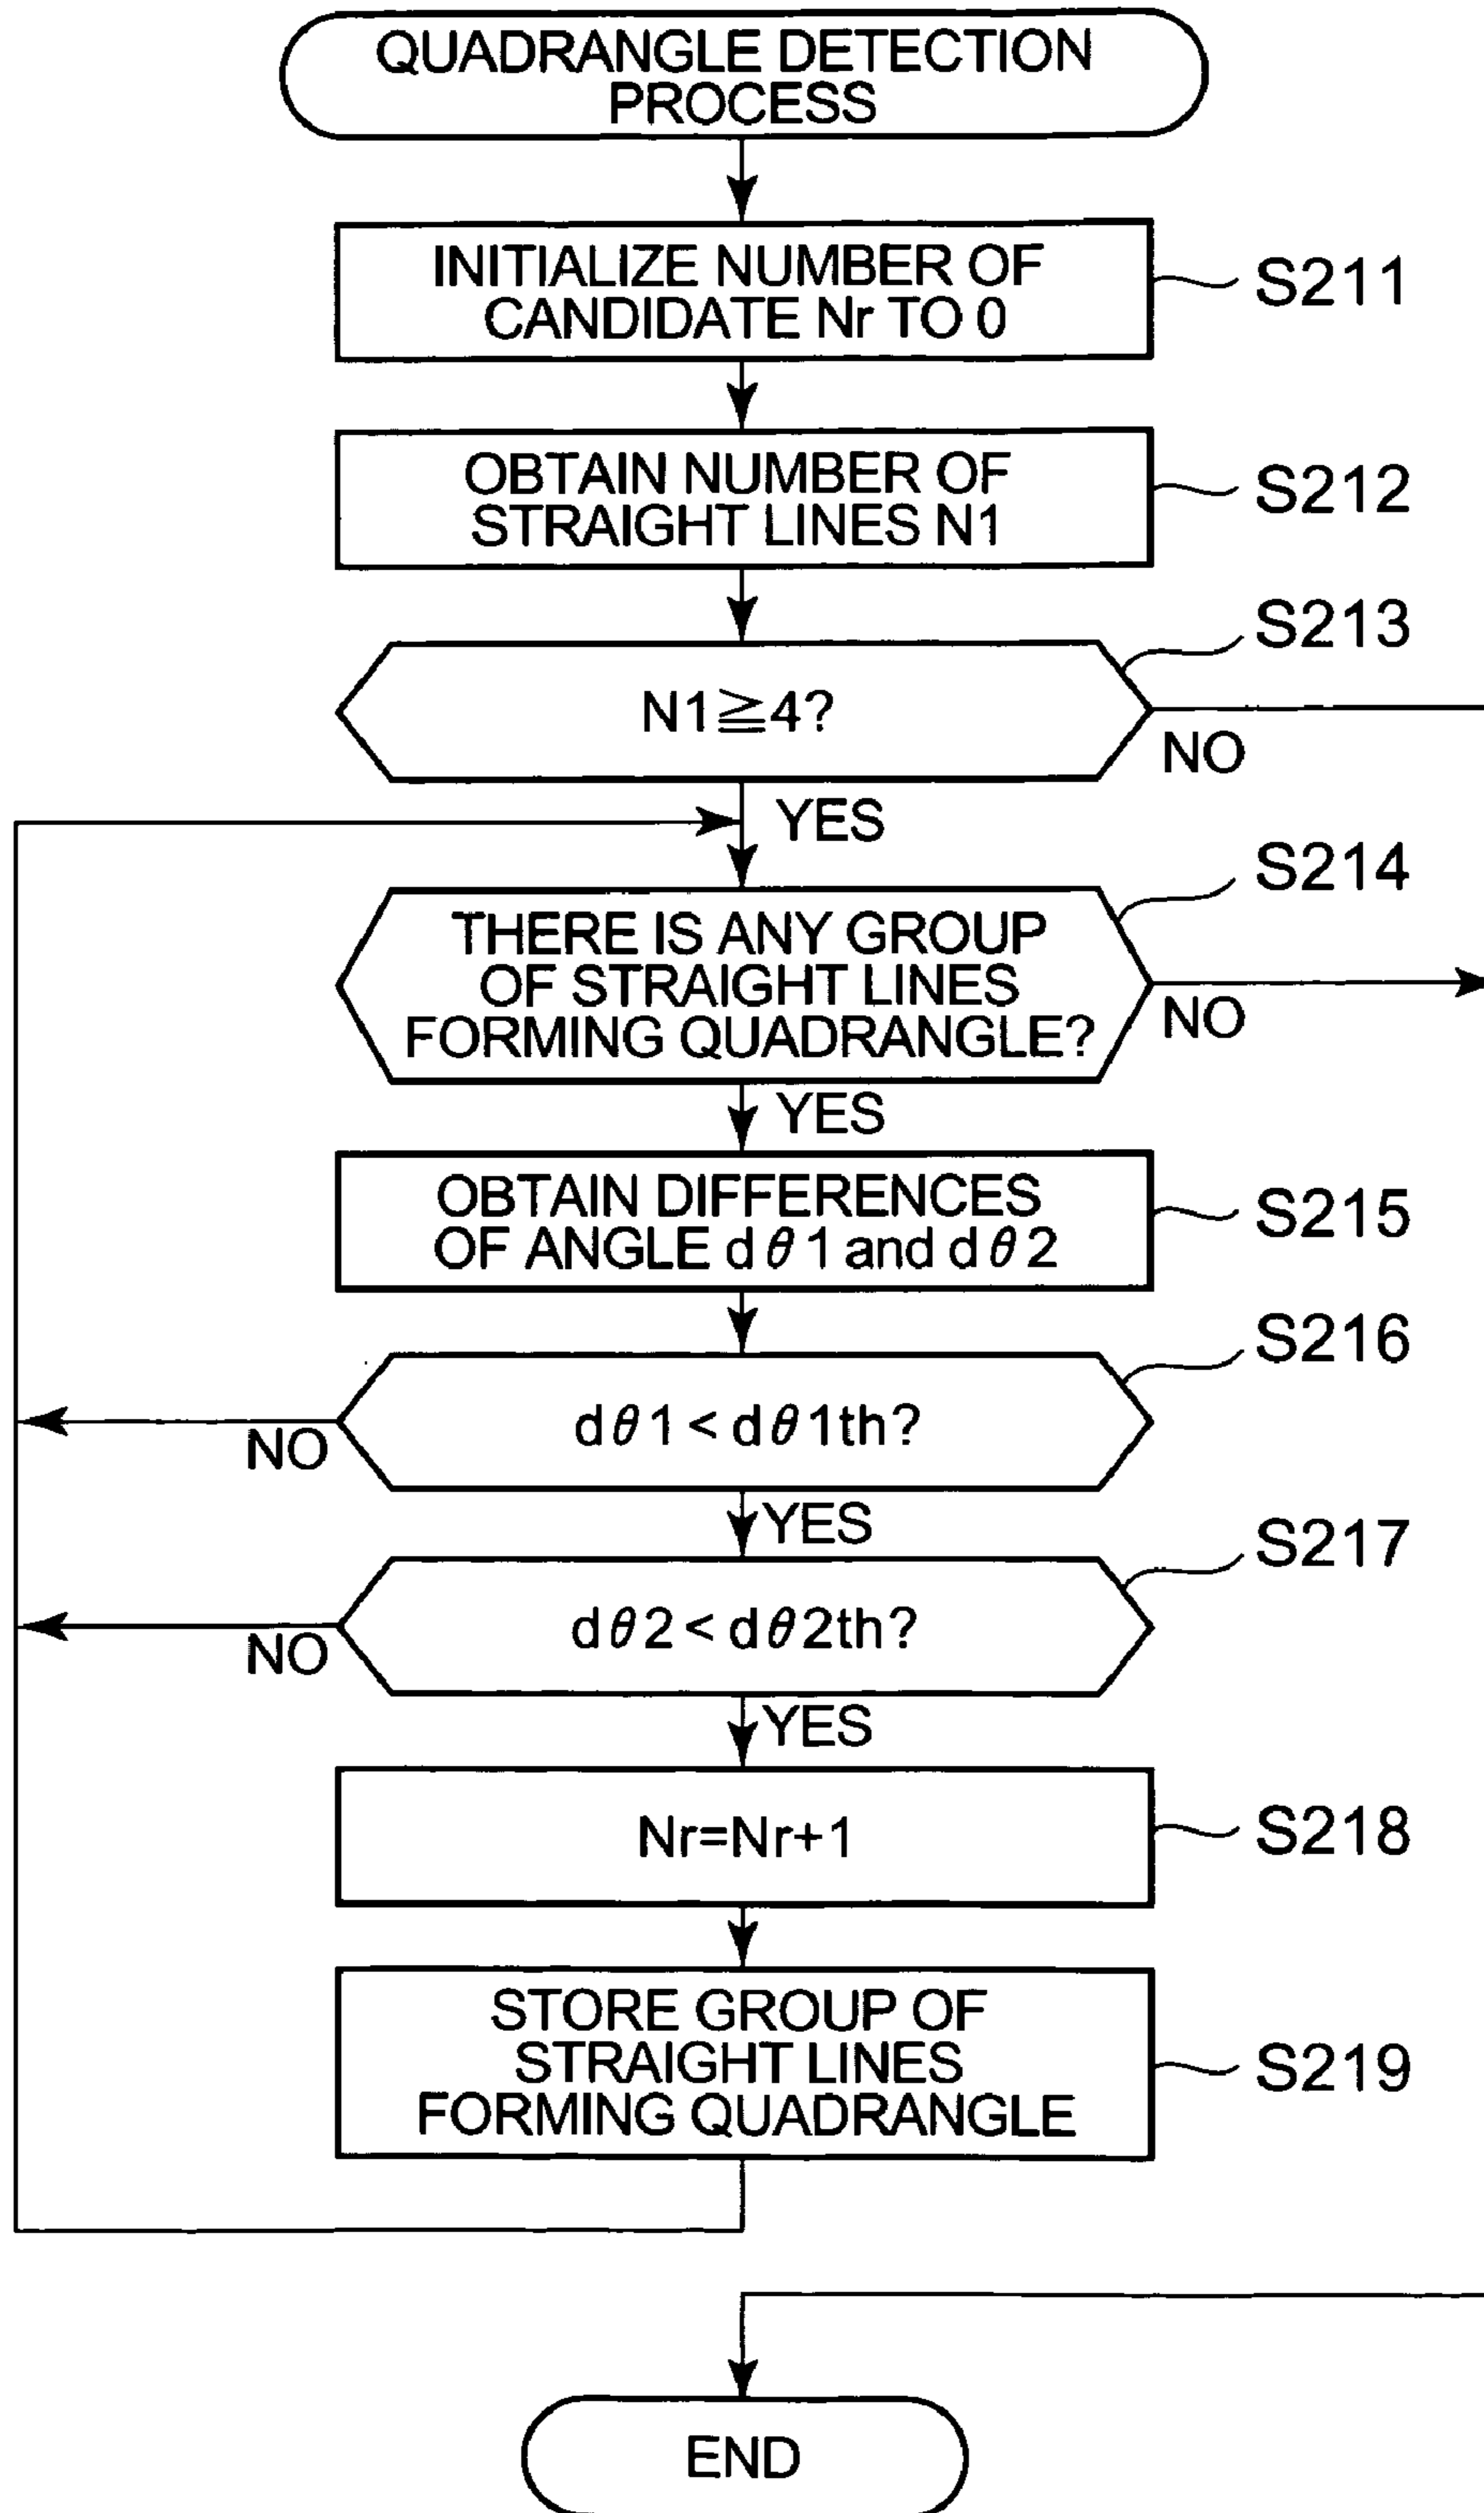 QUADRANGLE DETECTION
PROCESS
INITIALIZE NUMBER OF
CANDIDATE Nr TO 0
S211
OBTAIN NUMBER OF
STRAIGHT LINES N1
S212
S213
N1≧4?
NO
YES
S214
THERE IS ANY GROUP
OF STRAIGHT LINES
FORMING QUADRANGLE?
NO
YES
OBTAIN DIFFERENCES
OF ANGLE dθ1and dθ2
S215
S216
dθ1<dθ1th?
NO
YES
S217
dθ2<dθ2th?
NO
YES
Nr=Nr+1
S218
STORE GROUP OF
STRAIGHT LINES
FORMING QUADRANGLE
S219
END